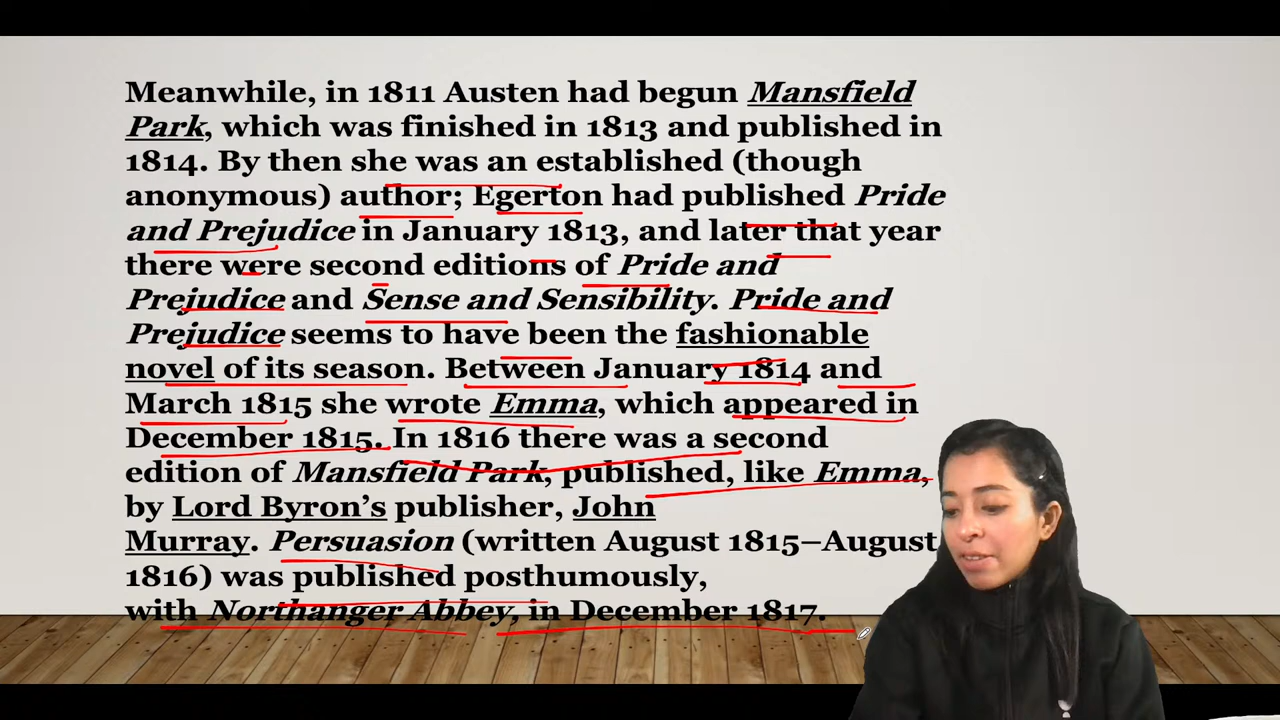 Meanwhile, in 1811 Austen had begun Mansfield
Park, which was finished in 1813 and published in
1814. By then she was an established (though
anonymous) author; Egerton had published Pride
and Prejudice in January 1813, and later that year
there were second editions of Pride and
Prejudice and Sense and Sensibility. Pride and
Prejudice seems to have been the fashionable
novel of its season. Between January 1814 and
March 1815 she wrote Emma, which appeared in
December 1815. In 1816 there was a second
edition of Mansfield Park, published, like Emma,
by Lord Byron’s publisher, John
Murray. Persuasion (written August 1815–August
1816) was published posthumously,
with Northanger Abbey, in December 1817.